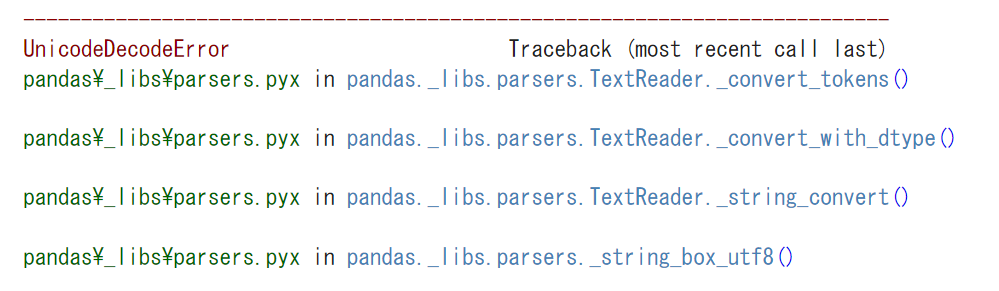 ---------------------------------------------------------------------------
UnicodeDecodeError                        Traceback (most recent call last)
pandas¥_libs¥parsers.pyx in pandas._libs.parsers.TextReader._convert_tokens()
pandas¥_libs¥parsers.pyx in pandas._libs.parsers.TextReader._convert_with_dtype()
pandas¥_libs¥parsers.pyx in pandas._libs.parsers.TextReader._string_convert()
pandas¥_libs¥parsers.pyx in pandas._libs.parsers._string_box_utf8()